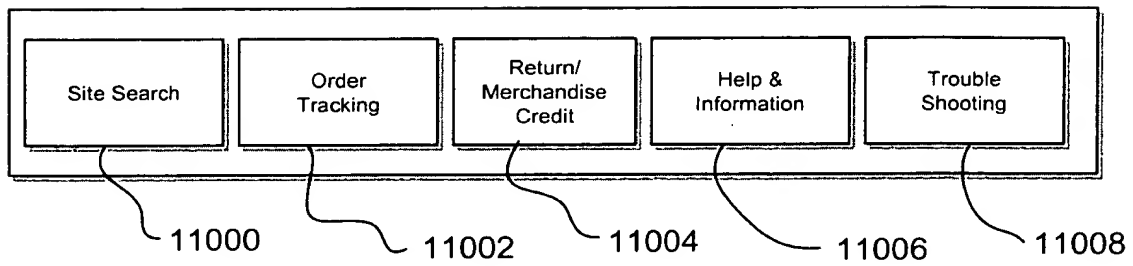 Site Search
Order
Tracking
Return/
Merchandise
Credit
Help &
Information
Trouble
Shooting
11000
11002
11004
11006
11008